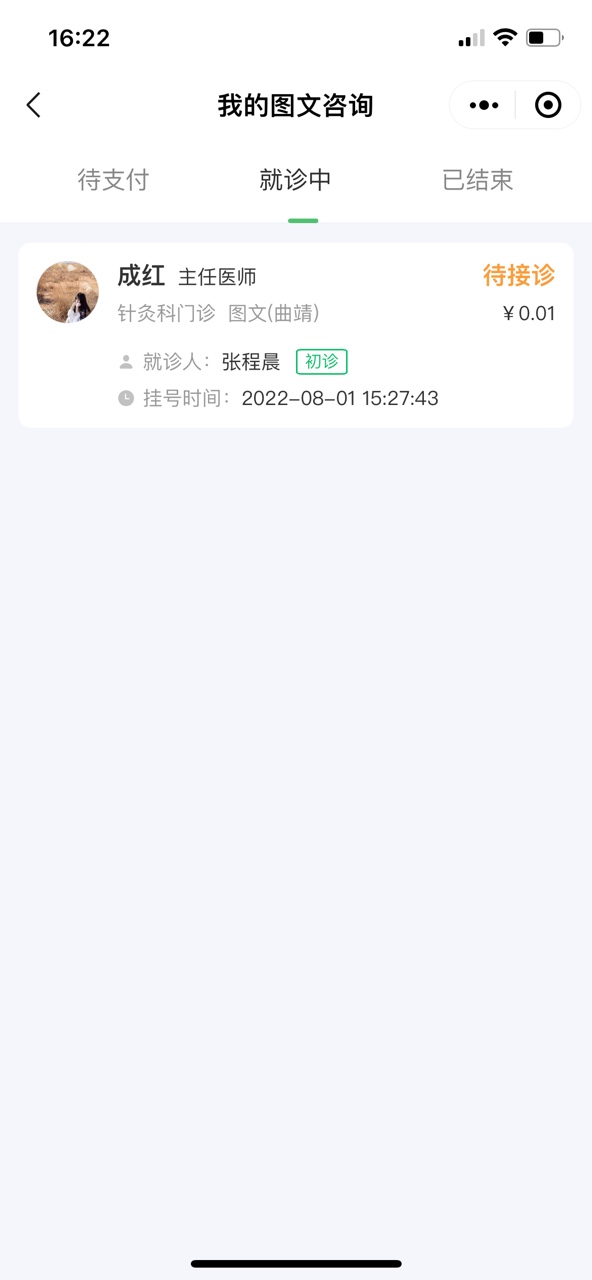 16:22
我的图文咨询
待支付 就诊中 已结束
成红 主任医师 待接诊
针灸科门诊 图文(曲靖) ¥0.01
就诊人: 张程晨 初诊
挂号时间: 2022-08-01 15:27:43